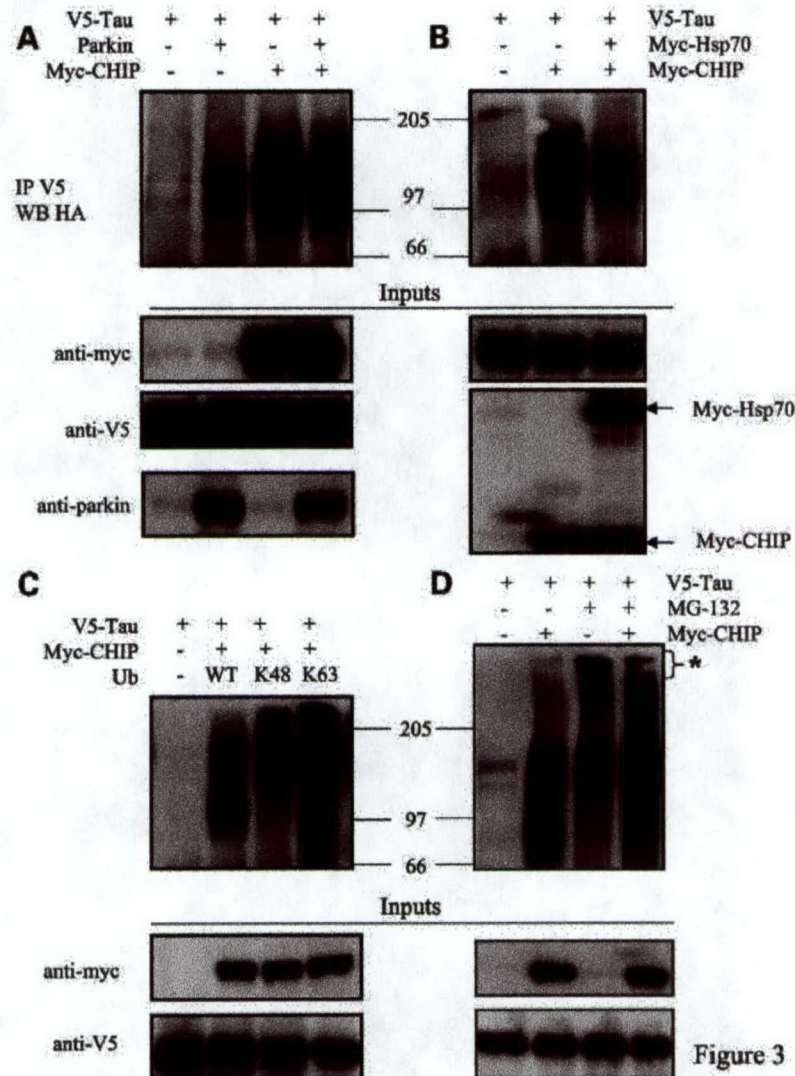 A
V5-Tau + + + +
Parkin - + - +
Myc-CHIP - - + +
B
+ + + V5-Tau
- - + Myc-Hsp70
- + + Myc-CHIP
IP V5
WB HA
205
97
66
Inputs
anti-myc
anti-V5
anti-parkin
Myc-Hsp70
Myc-CHIP
C
V5-Tau + + + +
Myc-CHIP - + + +
Ub - WT K48 K63
D
+ + + + V5-Tau
- - + + MG-132
- + - + Myc-CHIP
*
205
97
66
Inputs
anti-myc
anti-V5
Figure 3